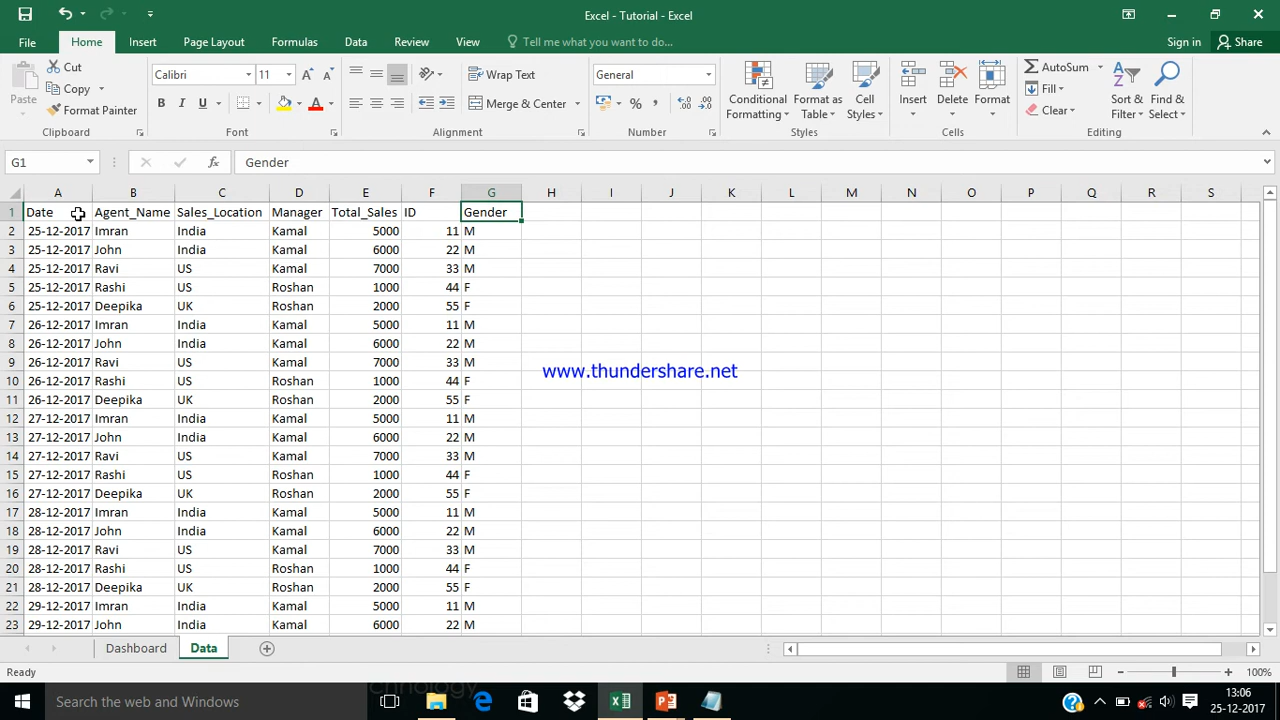 Excel - Tutorial - Excel
File Home Insert Page Layout Formulas Data Review View Tell me what you want to do... Sign in Share
Paste Cut Copy Format Painter Clipboard
Calibri 11 B I U A Font
Wrap Text Merge & Center Alignment
General % , Number
Conditional Formatting Format as Table Cell Styles Styles
Insert Delete Format Cells
AutoSum Fill Clear Sort & Filter Find & Select Editing
G1 fx Gender
A B C D E F G H I J K L M N O P Q R S
1 Date Agent_Name Sales_Location Manager Total_Sales ID Gender
2 25-12-2017 Imran India Kamal 5000 11 M
3 25-12-2017 John India Kamal 6000 22 M
4 25-12-2017 Ravi US Kamal 7000 33 M
5 25-12-2017 Rashi US Roshan 1000 44 F
6 25-12-2017 Deepika UK Roshan 2000 55 F
7 26-12-2017 Imran India Kamal 5000 11 M
8 26-12-2017 John India Kamal 6000 22 M
9 26-12-2017 Ravi US Kamal 7000 33 M
www.thundershare.net
10 26-12-2017 Rashi US Roshan 1000 44 F
11 26-12-2017 Deepika UK Roshan 2000 55 F
12 27-12-2017 Imran India Kamal 5000 11 M
13 27-12-2017 John India Kamal 6000 22 M
14 27-12-2017 Ravi US Kamal 7000 33 M
15 27-12-2017 Rashi US Roshan 1000 44 F
16 27-12-2017 Deepika UK Roshan 2000 55 F
17 28-12-2017 Imran India Kamal 5000 11 M
18 28-12-2017 John India Kamal 6000 22 M
19 28-12-2017 Ravi US Kamal 7000 33 M
20 28-12-2017 Rashi US Roshan 1000 44 F
21 28-12-2017 Deepika UK Roshan 2000 55 F
22 29-12-2017 Imran India Kamal 5000 11 M
23 29-12-2017 John India Kamal 6000 22 M
Dashboard Data
Ready 100%
Search the web and Windows
13:06
25-12-2017